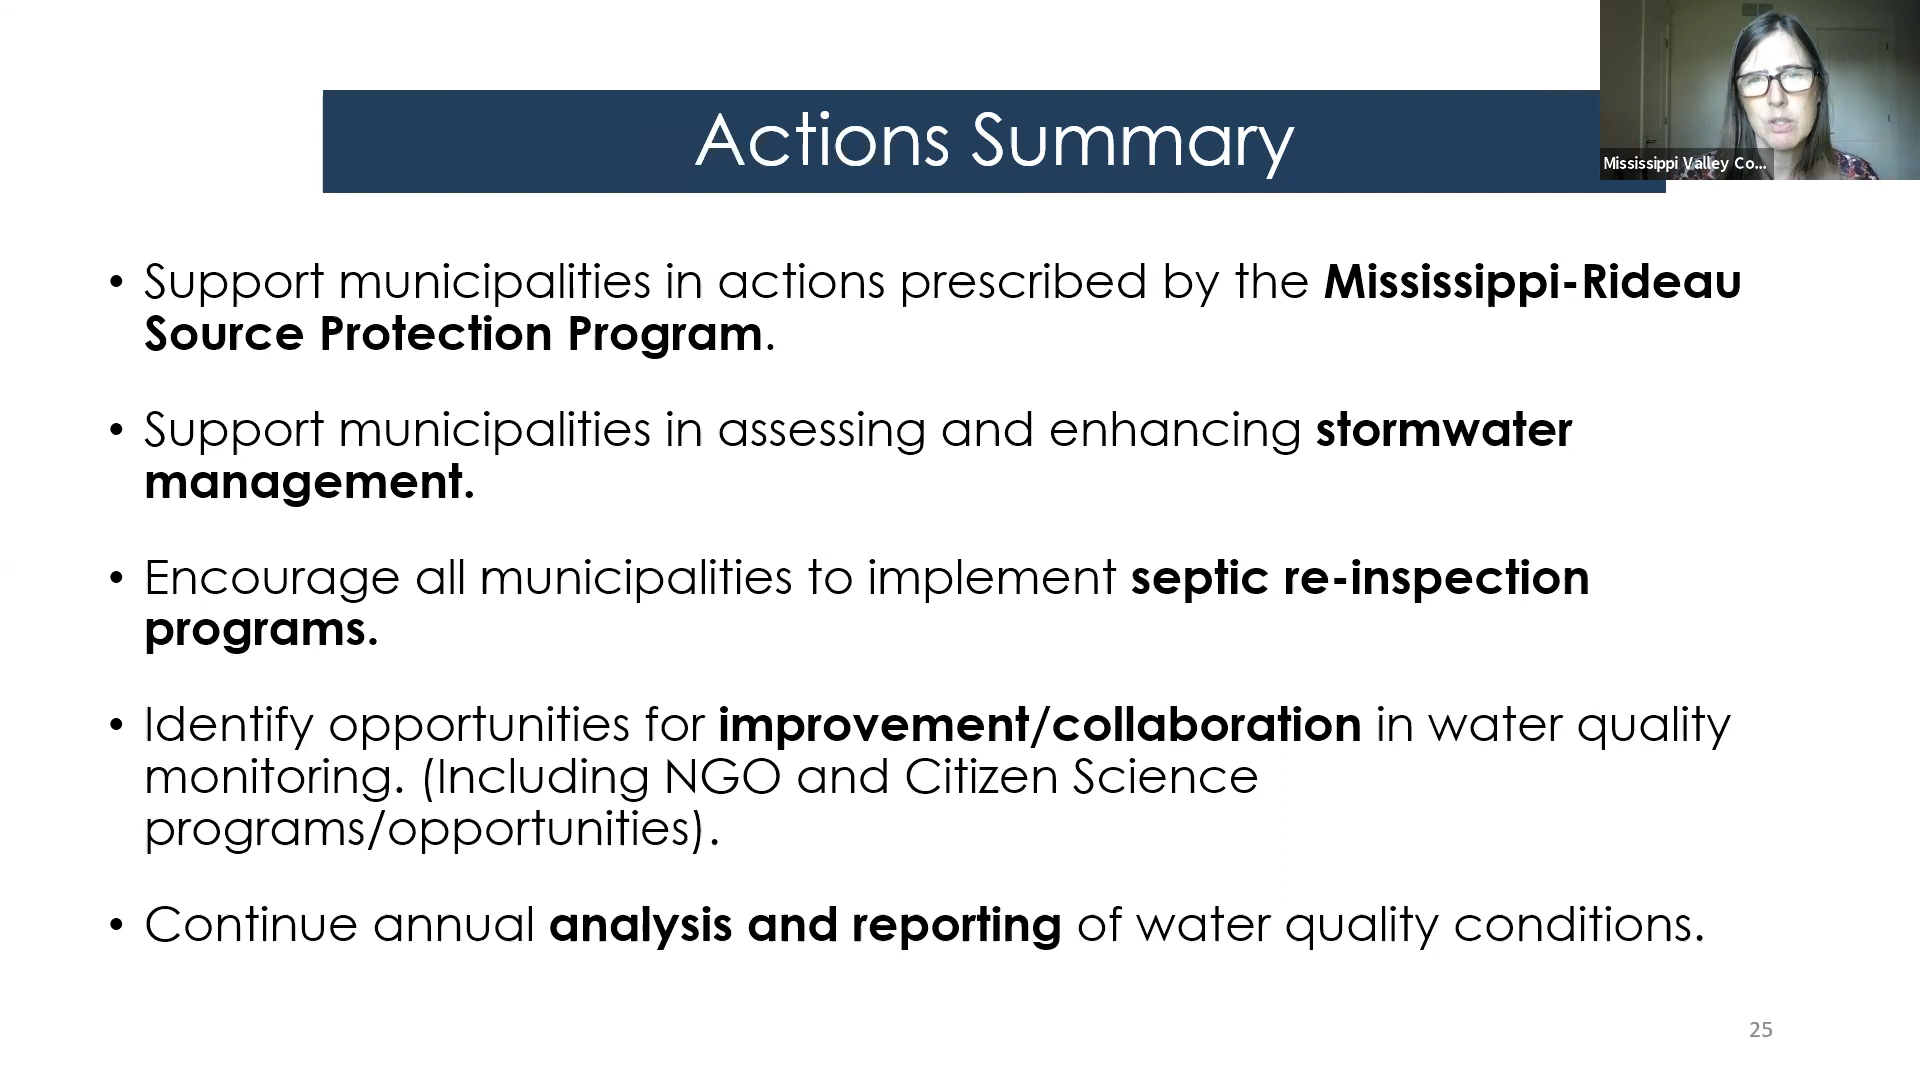 Actions Summary
Mississippi Valley Co...
• Support municipalities in actions prescribed by the Mississippi-Rideau
Source Protection Program.
• Support municipalities in assessing and enhancing stormwater
management.
• Encourage all municipalities to implement septic re-inspection
programs.
• Identify opportunities for improvement/collaboration in water quality
monitoring. (Including NGO and Citizen Science
programs/opportunities).
• Continue annual analysis and reporting of water quality conditions.
25